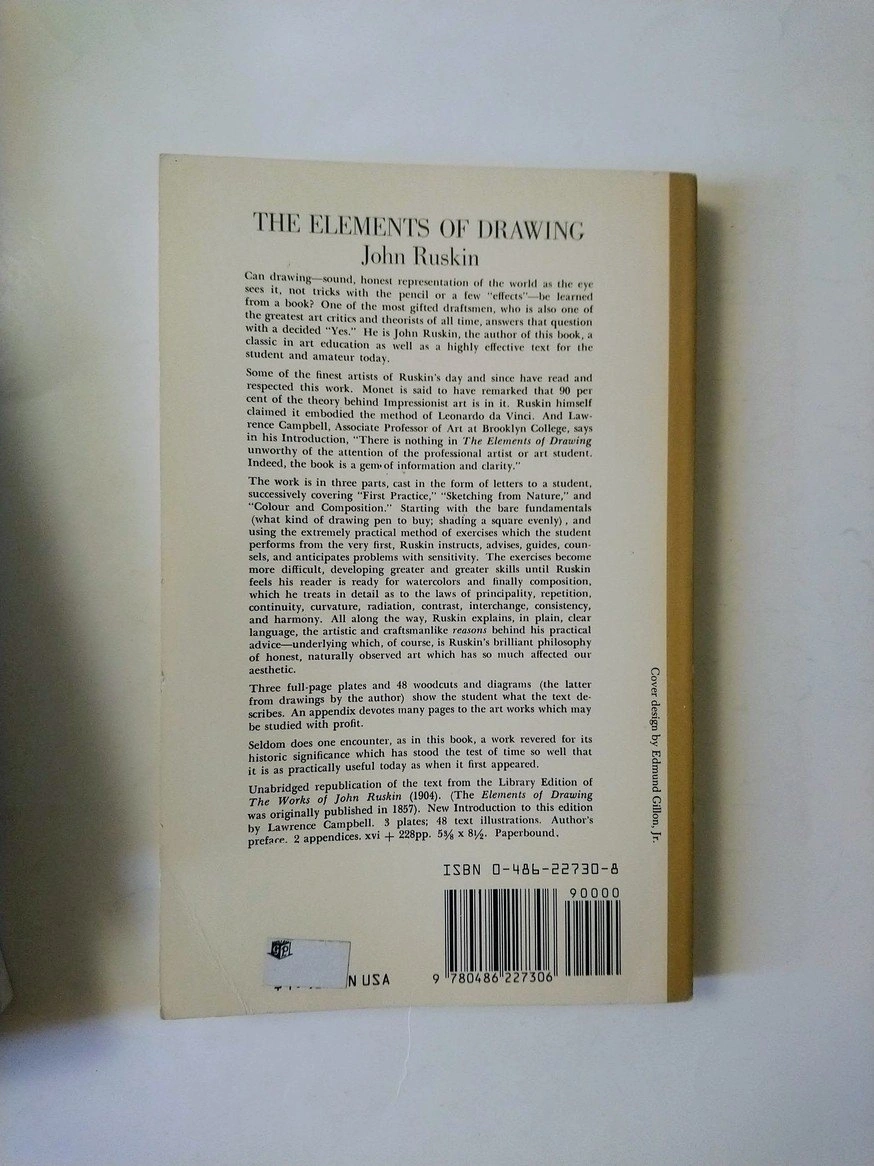 THE ELEMENTS OF DRAWING
John Ruskin
Can drawing—sound, honest representation of the world as the eye
sees it, not tricks with the pencil or a few "effects"—be learned
from a book? One of the most gifted draftsmen, who is also one of
the greatest art critics and theorists of all time, answers that question
with a decided "Yes." He is John Ruskin, the author of this book, a
classic in art education as well as a highly effective text for the
student and amateur today.
Some of the finest artists of Ruskin's day and since have read and
respected this work. Monet is said to have remarked that 90 per
cent of the theory behind Impressionist art is in it. Ruskin himself
claimed it embodied the method of Leonardo da Vinci. And Law-
rence Campbell, Associate Professor of Art at Brooklyn College, says
in his Introduction, "There is nothing in The Elements of Drawing
unworthy of the attention of the professional artist or art student.
Indeed, the book is a gem of information and clarity."
The work is in three parts, cast in the form of letters to a student,
successively covering "First Practice," "Sketching from Nature," and
"Colour and Composition." Starting with the bare fundamentals
(what kind of drawing pen to buy; shading a square evenly), and
using the extremely practical method of exercises which the student
performs from the very first, Ruskin instructs, advises, guides, coun-
sels, and anticipates problems with sensitivity. The exercises become
more difficult, developing greater and greater skills until Ruskin
feels his reader is ready for watercolors and finally composition,
which he treats in detail as to the laws of principality, repetition,
continuity, curvature, radiation, contrast, interchange, consistency,
and harmony. All along the way, Ruskin explains, in plain, clear
language, the artistic and craftsmanlike reasons behind his practical
advice—underlying which, of course, is Ruskin's brilliant philosophy
of honest, naturally observed art which has so much affected our
aesthetic.
Three full-page plates and 48 woodcuts and diagrams (the latter
from drawings by the author) show the student what the text de-
scribes. An appendix devotes many pages to the art works which may
be studied with profit.
Seldom does one encounter, as in this book, a work revered for its
historic significance which has stood the test of time so well that
it is as practically useful today as when it first appeared.
Unabridged republication of the text from the Library Edition of
The Works of John Ruskin (1904). (The Elements of Drawing
was originally published in 1857). New Introduction to this edition
by Lawrence Campbell. 3 plates; 48 text illustrations. Author's
preface. 2 appendices. xvi + 228pp. 5⅜ x 8½. Paperbound.
Cover design by Edmund Gillon, Jr.
ISBN 0-486-22730-8
90000
9 780486 227306
N USA